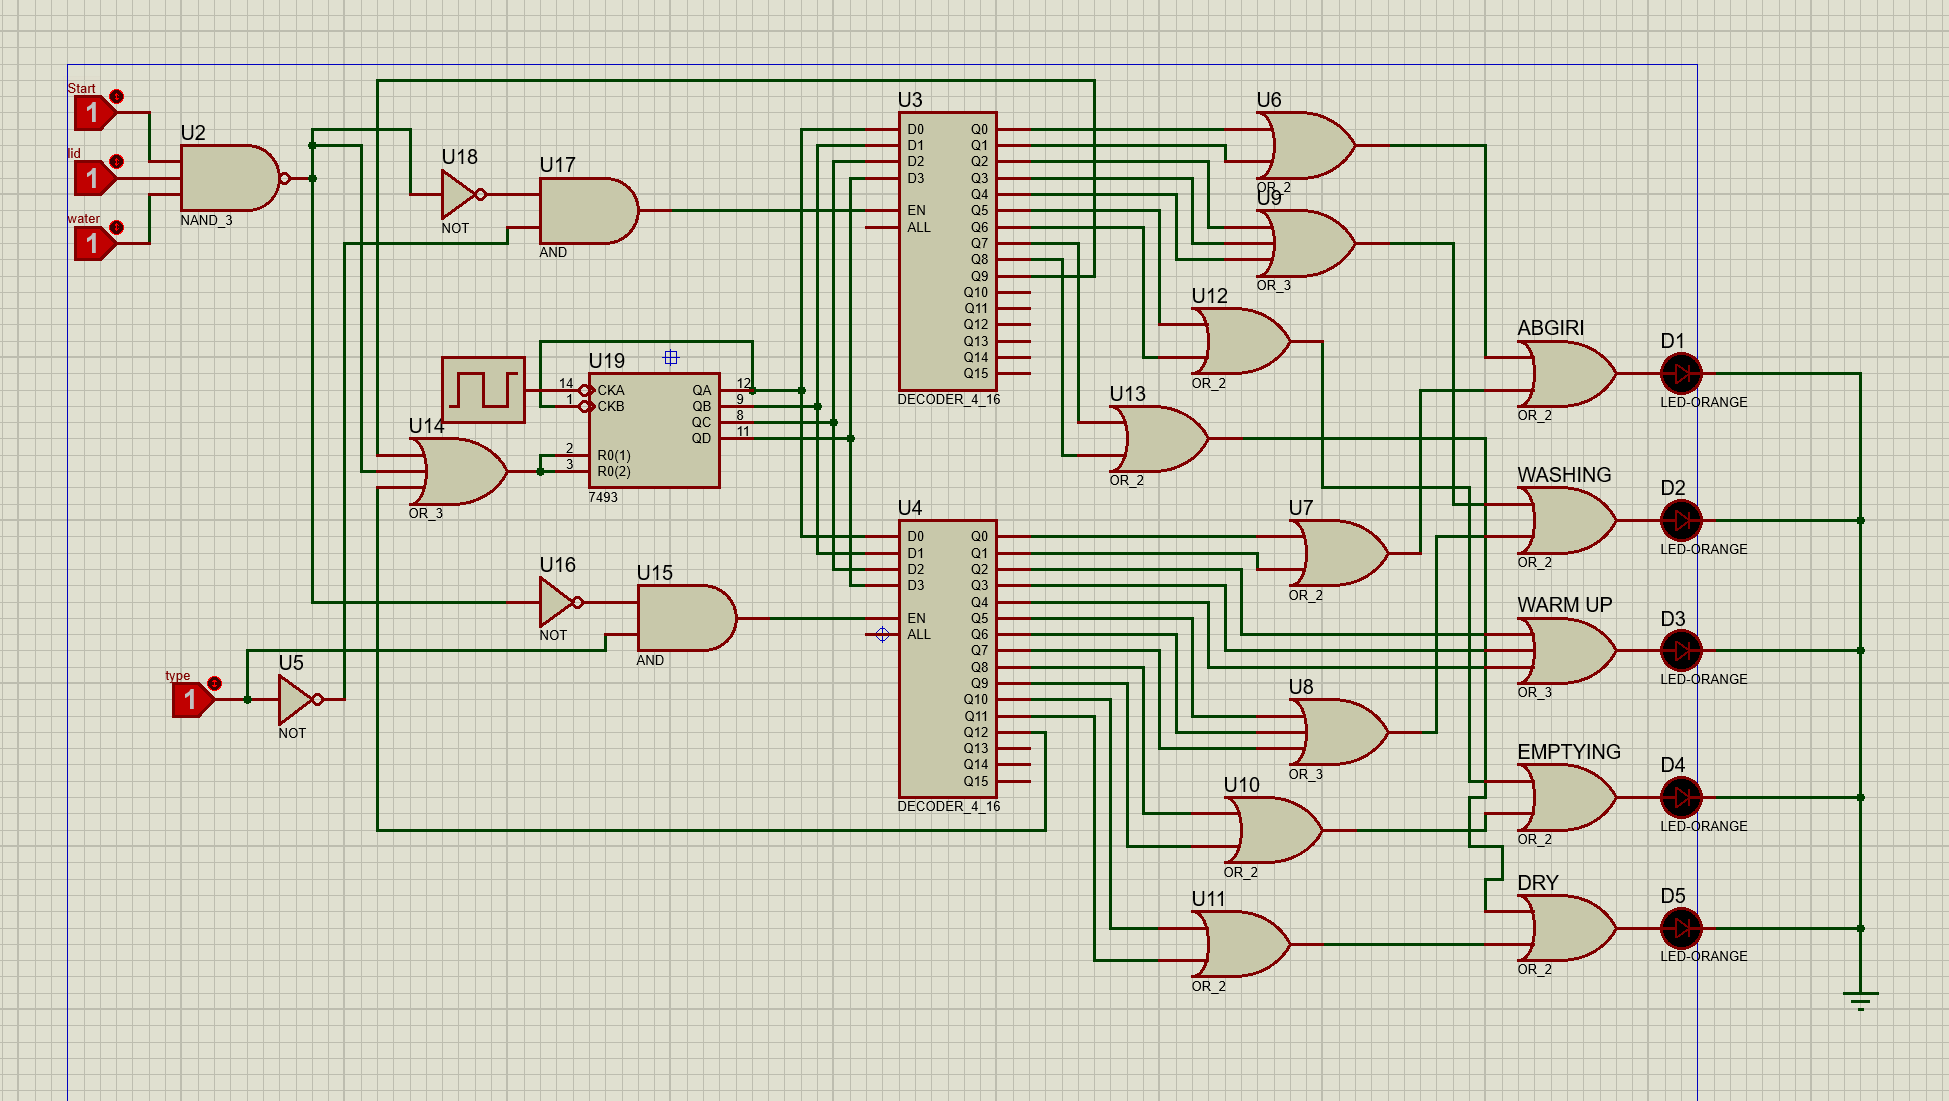 Start
1
lid
1
water
1
U2
NAND_3
U18
NOT
U17
AND
U3
D0
D1
D2
D3
EN
ALL
Q0
Q1
Q2
Q3
Q4
Q5
Q6
Q7
Q8
Q9
Q10
Q11
Q12
Q13
Q14
Q15
DECODER_4_16
U6
OR_2
U9
OR_3
U12
OR_2
U13
OR_2
U19
14
1
CKA
CKB
QA
QB
QC
QD
12
9
8
11
2
3
R0(1)
R0(2)
7493
U14
OR_3
U4
D0
D1
D2
D3
EN
ALL
Q0
Q1
Q2
Q3
Q4
Q5
Q6
Q7
Q8
Q9
Q10
Q11
Q12
Q13
Q14
Q15
DECODER_4_16
U16
NOT
U15
AND
type
1
U5
NOT
U7
OR_2
U8
OR_3
U10
OR_2
U11
OR_2
ABGIRI
OR_2
D1
LED-ORANGE
WASHING
OR_2
D2
LED-ORANGE
WARM UP
OR_3
D3
LED-ORANGE
EMPTYING
OR_2
D4
LED-ORANGE
DRY
OR_2
D5
LED-ORANGE